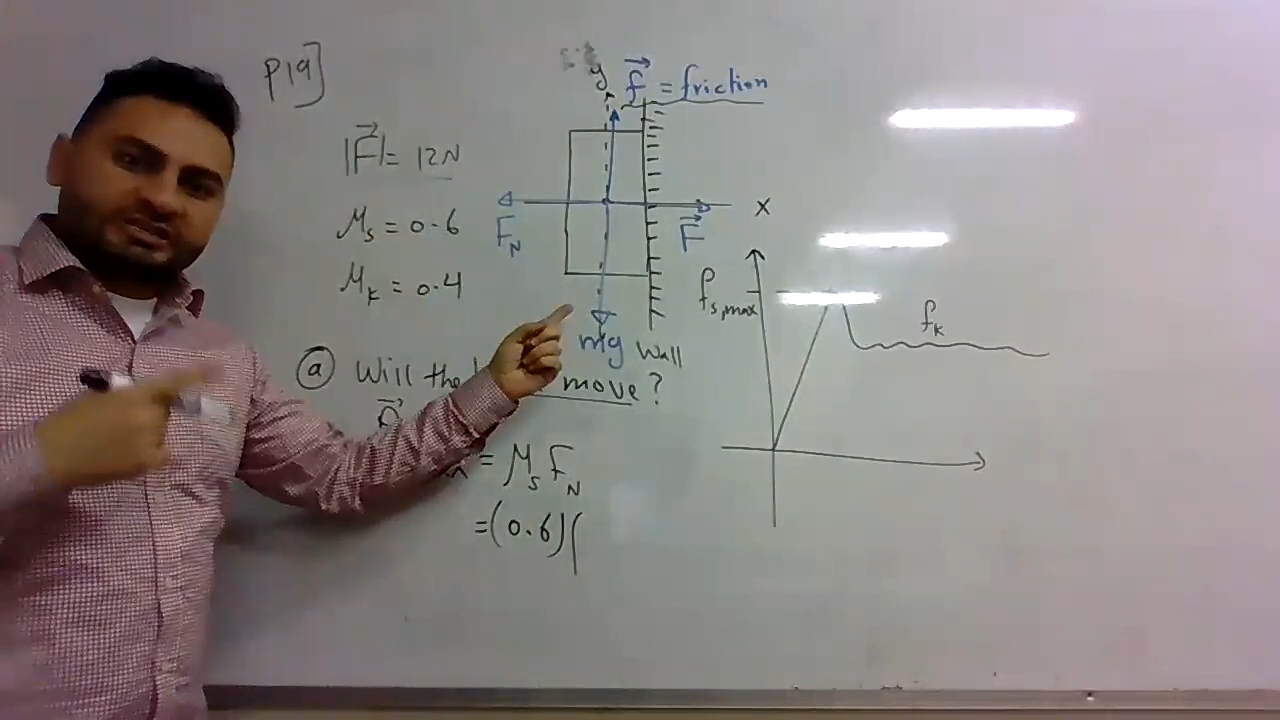 P19]
|F⃗| = 12N
μs = 0.6
μk = 0.4
y
f⃗ = friction
x
FN
F⃗
mg
Wall
fs,max
fk
ⓐ Will the move?
= μs FN
= (0.6)(